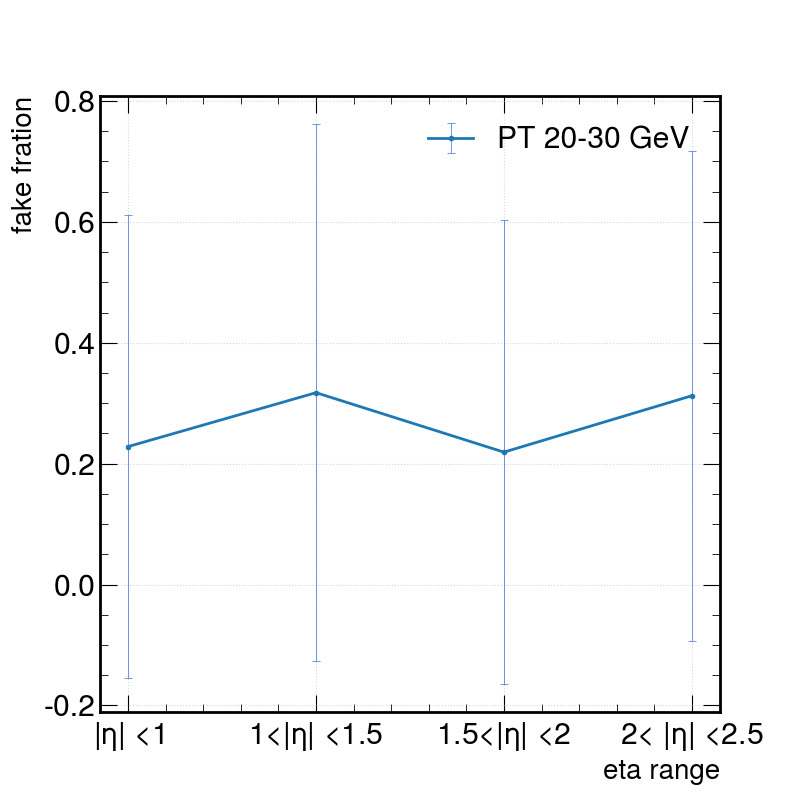 fake fration
0.8
0.6
0.4
0.2
0.0
-0.2
PT 20-30 GeV
|η| <1
1<|η| <1.5
1.5<|η| <2
2< |η| <2.5
eta range